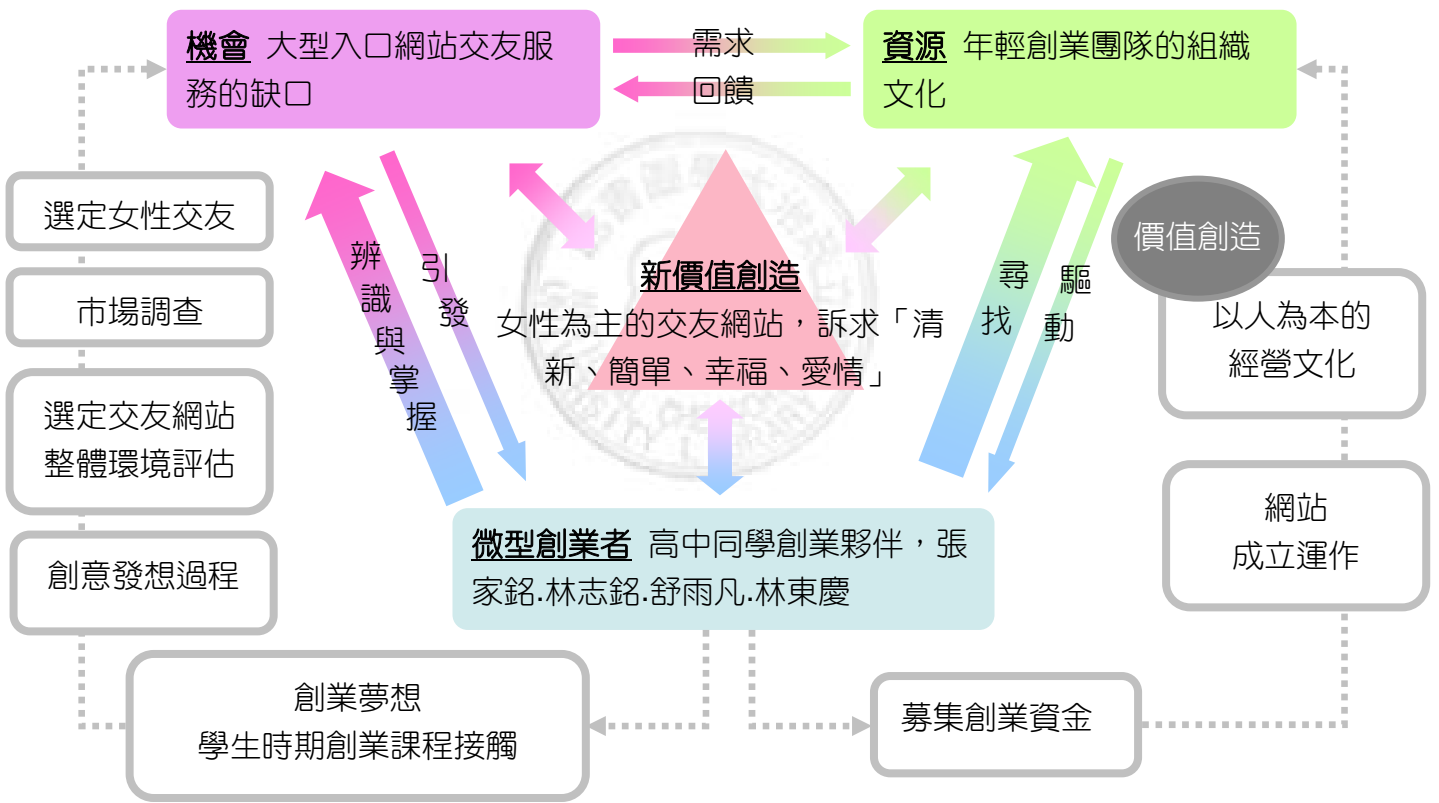 機會 大型入口網站交友服
務的缺口
需求
回饋
資源 年輕創業團隊的組織
文化
選定女性交友
市場調查
選定交友網站
整體環境評估
創意發想過程
辨識與掌握
引發
新價值創造
女性為主的交友網站，訴求「清
新、簡單、幸福、愛情」
尋找
驅動
價值創造
以人為本的
經營文化
網站
成立運作
微型創業者 高中同學創業夥伴，張
家銘.林志銘.舒雨凡.林東慶
創業夢想
學生時期創業課程接觸
募集創業資金